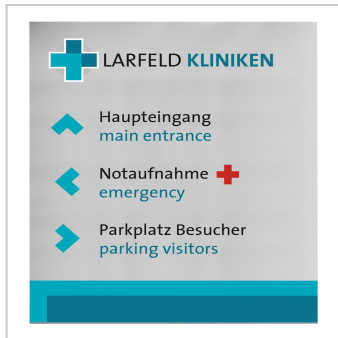 LARFELD KLINIKEN
Haupteingang
main entrance
Notaufnahme
emergency
Parkplatz Besucher
parking visitors